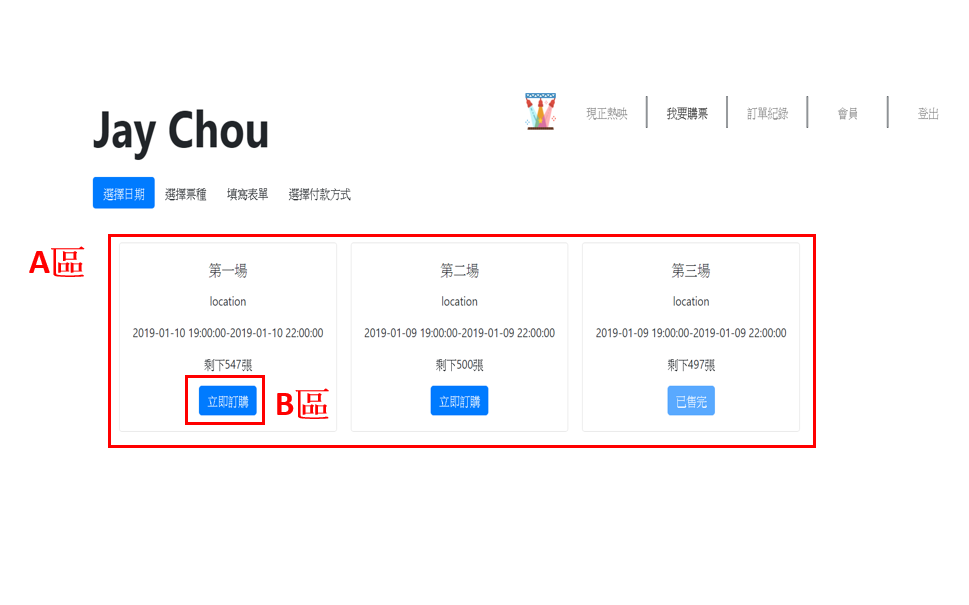 Jay Chou
現正熱映 我要購票 訂單紀錄 會員 登出
選擇日期 選擇票種 填寫表單 選擇付款方式
A區
第一場
location
2019-01-10 19:00:00-2019-01-10 22:00:00
剩下547張
立即訂購
B區
第二場
location
2019-01-09 19:00:00-2019-01-09 22:00:00
剩下500張
立即訂購
第三場
location
2019-01-09 19:00:00-2019-01-09 22:00:00
剩下497張
已售完